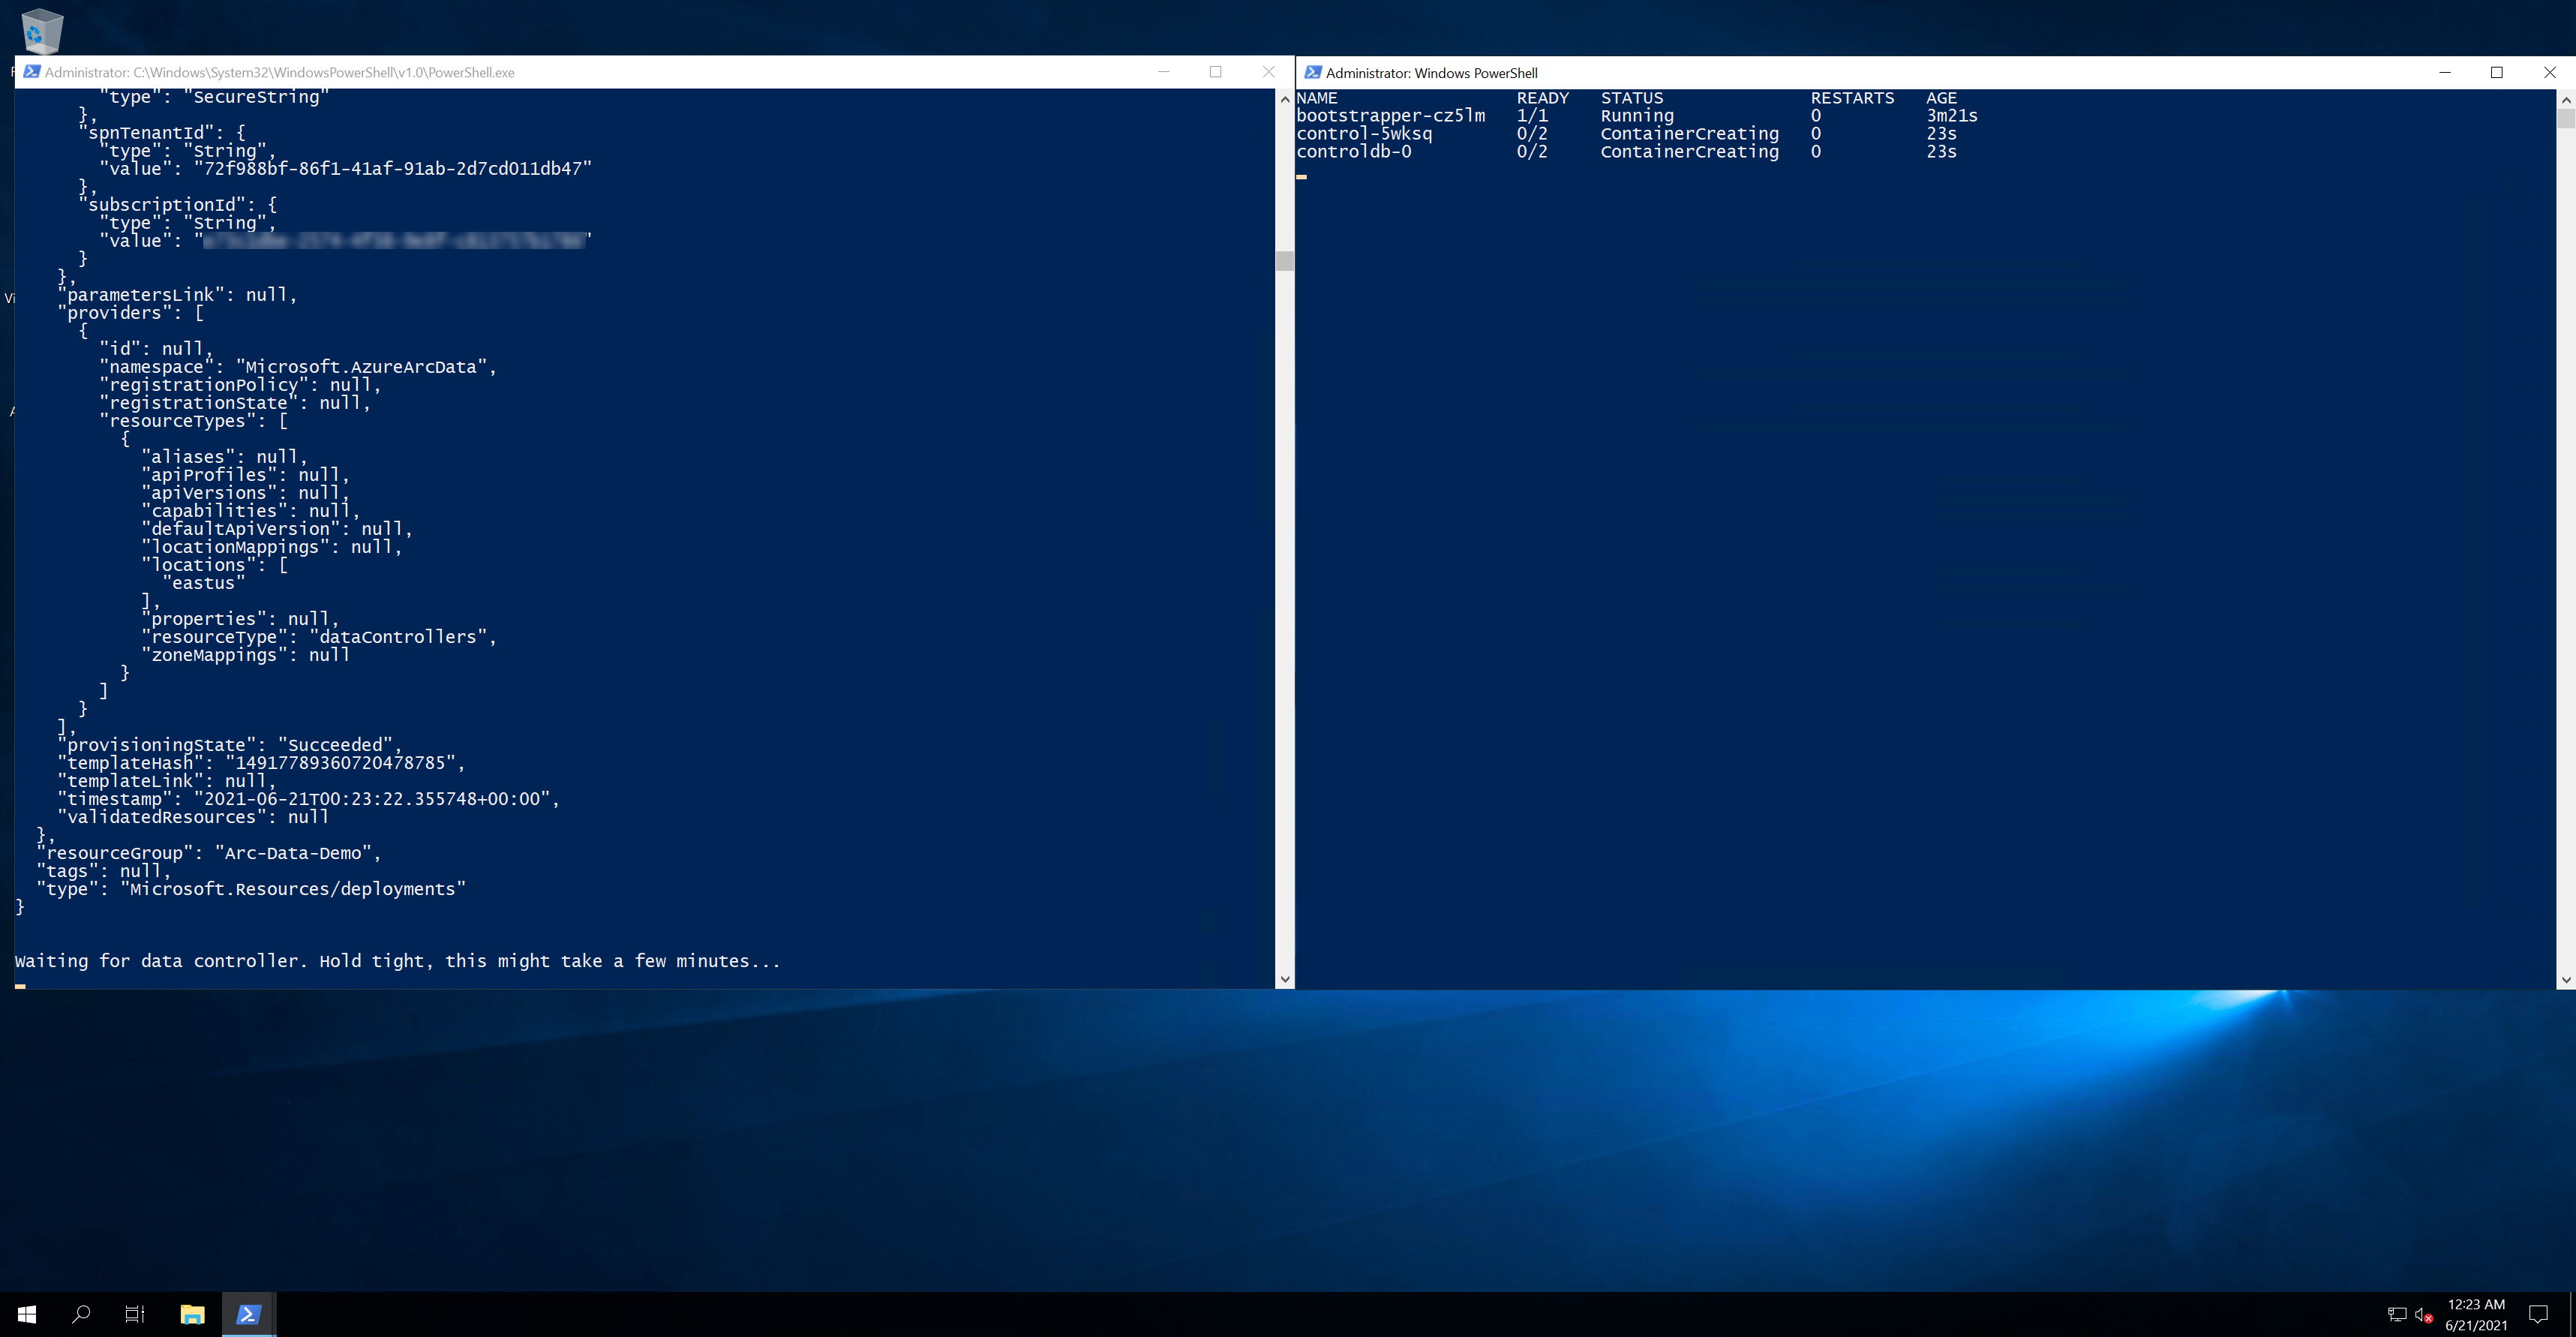 Administrator: C:\Windows\System32\WindowsPowerShell\v1.0\PowerShell.exe
"type": "SecureString"
},
"spnTenantId": {
"type": "String",
"value": "72f988bf-86f1-41af-91ab-2d7cd011db47"
},
"subscriptionId": {
"type": "String",
"value": " "
}
},
"parametersLink": null,
"providers": [
{
"id": null,
"namespace": "Microsoft.AzureArcData",
"registrationPolicy": null,
"registrationState": null,
"resourceTypes": [
{
"aliases": null,
"apiProfiles": null,
"apiVersions": null,
"capabilities": null,
"defaultApiVersion": null,
"locationMappings": null,
"locations": [
"eastus"
],
"properties": null,
"resourceType": "dataControllers",
"zoneMappings": null
}
]
}
],
"provisioningState": "Succeeded",
"templateHash": "14917789360720478785",
"templateLink": null,
"timestamp": "2021-06-21T00:23:22.355748+00:00",
"validatedResources": null
},
"resourceGroup": "Arc-Data-Demo",
"tags": null,
"type": "Microsoft.Resources/deployments"
}
Waiting for data controller. Hold tight, this might take a few minutes...
Administrator: Windows PowerShell
NAME READY STATUS RESTARTS AGE
bootstrapper-cz5lm 1/1 Running 0 3m21s
control-5wksq 0/2 ContainerCreating 0 23s
controldb-0 0/2 ContainerCreating 0 23s
12:23 AM
6/21/2021